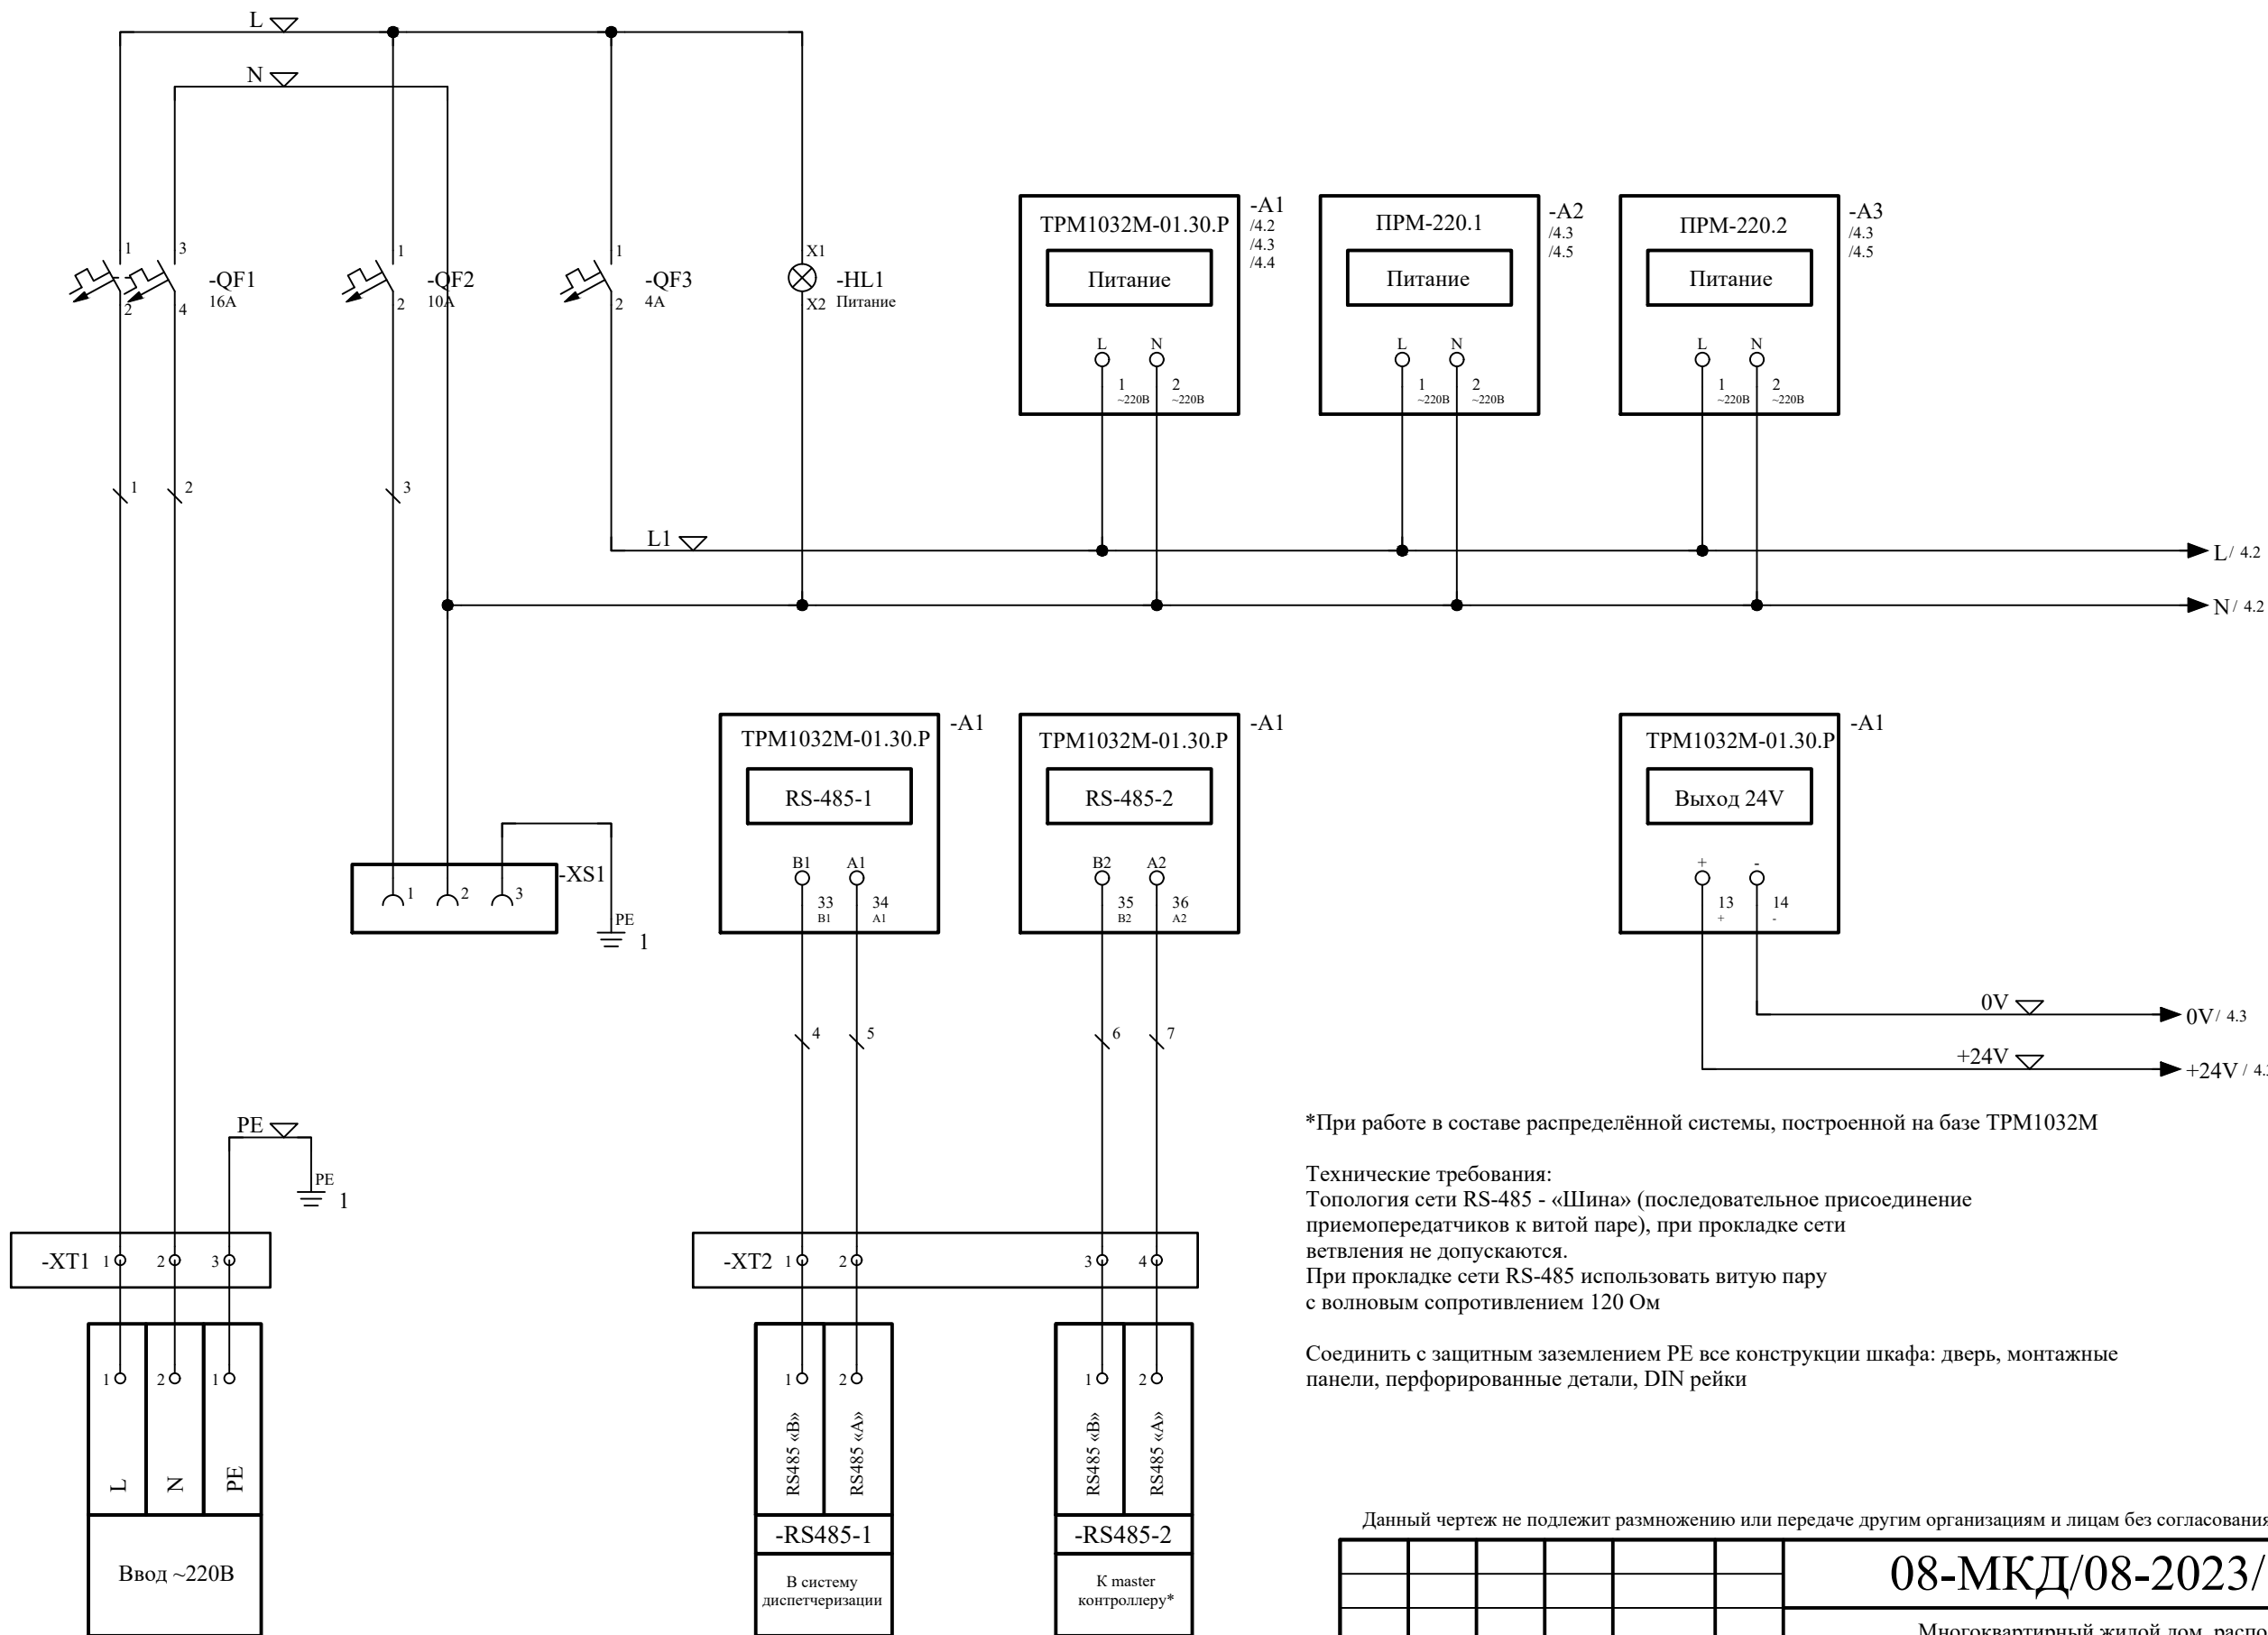 L
N
1
3
-QF1
16А
2
4
1
-QF2
10А
2
1
-QF3
4А
2
X1
-HL1
X2
Питание
ТРМ1032М-01.30.Р
-A1
/4.2
/4.3
/4.4
Питание
L
N
1
2
~220В
~220В
ПРМ-220.1
-A2
/4.3
/4.5
Питание
L
N
1
2
~220В
~220В
ПРМ-220.2
-A3
/4.3
/4.5
Питание
L
N
1
2
~220В
~220В
1
2
3
L1
L/ 4.2
N/ 4.2
-XS1
1
2
3
PE
1
ТРМ1032М-01.30.Р
-A1
RS-485-1
B1
A1
33
34
B1
A1
ТРМ1032М-01.30.Р
-A1
RS-485-2
B2
A2
35
36
B2
A2
ТРМ1032М-01.30.Р
-A1
Выход 24V
+
-
13
14
+
-
4
5
6
7
0V
0V/ 4.3
+24V
+24V / 4.
PE
PE
1
*При работе в составе распределённой системы, построенной на базе ТРМ1032М
Технические требования:
Топология сети RS-485 - «Шина» (последовательное присоединение
приемопередатчиков к витой паре), при прокладке сети
ветвления не допускаются.
При прокладке сети RS-485 использовать витую пару
с волновым сопротивлением 120 Ом
Соединить с защитным заземлением PE все конструкции шкафа: дверь, монтажные
панели, перфорированные детали, DIN рейки
-XT1
1
2
3
-XT2
1
2
3
4
1
2
1
L
N
PE
Ввод ~220В
1
2
RS485 «B»
RS485 «A»
-RS485-1
В систему
диспетчеризации
1
2
RS485 «B»
RS485 «A»
-RS485-2
К master
контроллеру*
Данный чертеж не подлежит размножению или передаче другим организациям и лицам без согласования
08-МКД/08-2023/
Многоквартирный жилой дом, распо